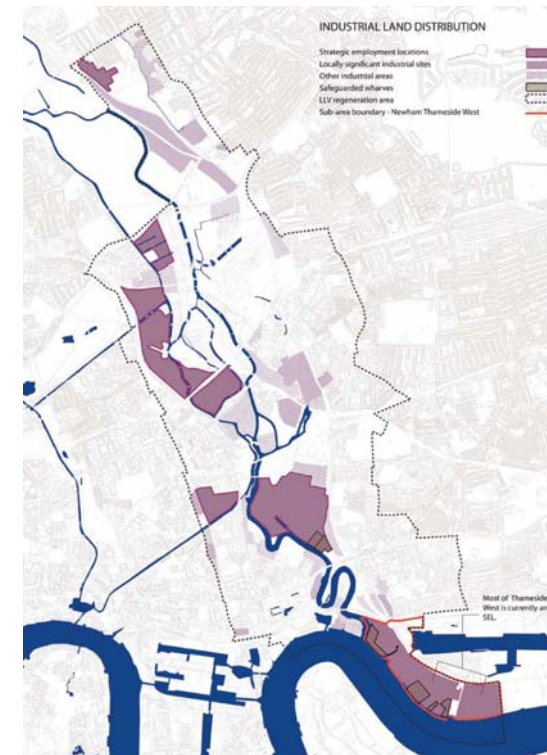 INDUSTRIAL LAND DISTRIBUTION
Strategic employment locations
Locally significant industrial sites
Other industrial areas
Safeguarded wharves
LLV regeneration area
Sub-area boundary - Newham Thameside West
Most of Thameside
West is currently an
SEL.